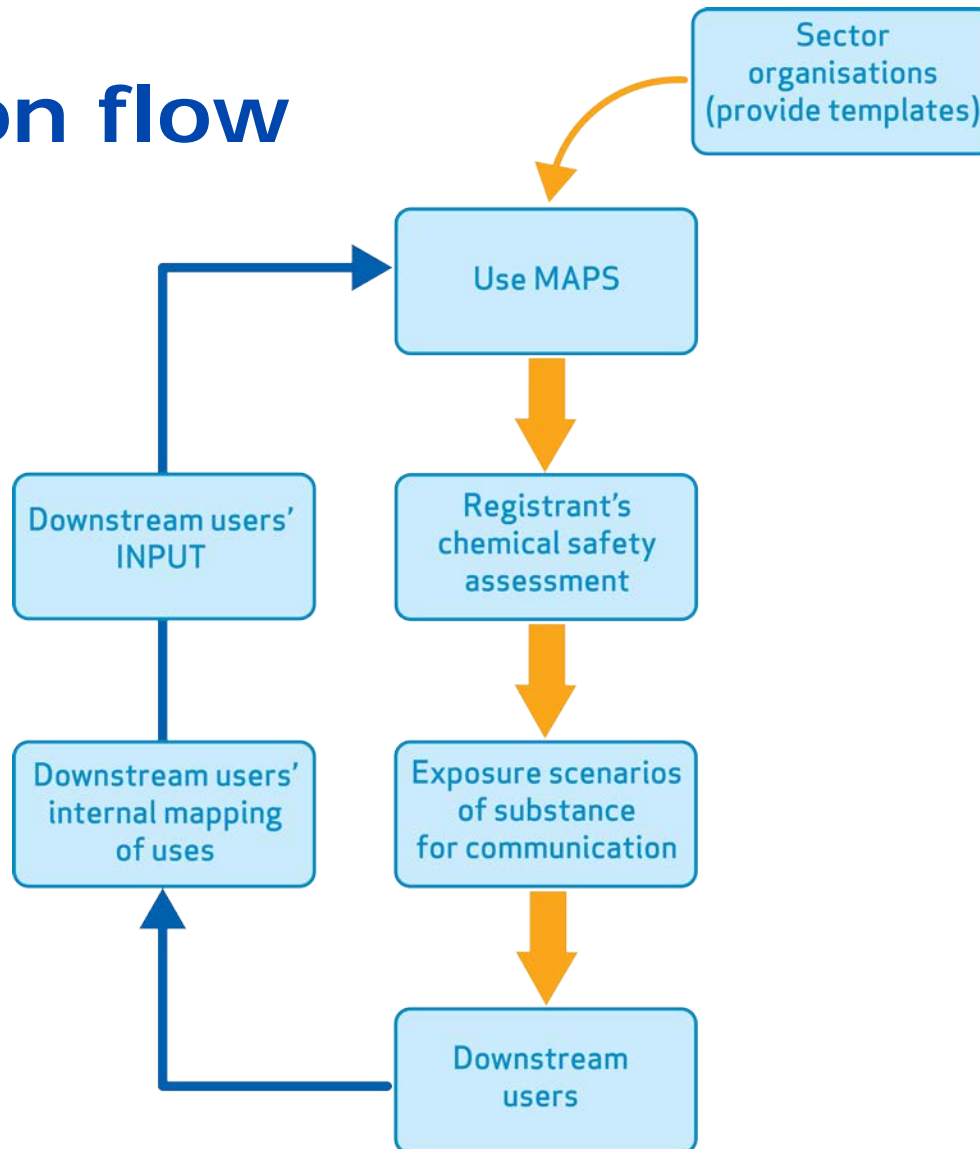 on flow
Sector
organisations
(provide templates)
Use MAPS
Downstream users’
INPUT
Registrant’s
chemical safety
assessment
Downstream users’
internal mapping
of uses
Exposure scenarios
of substance
for communication
Downstream
users